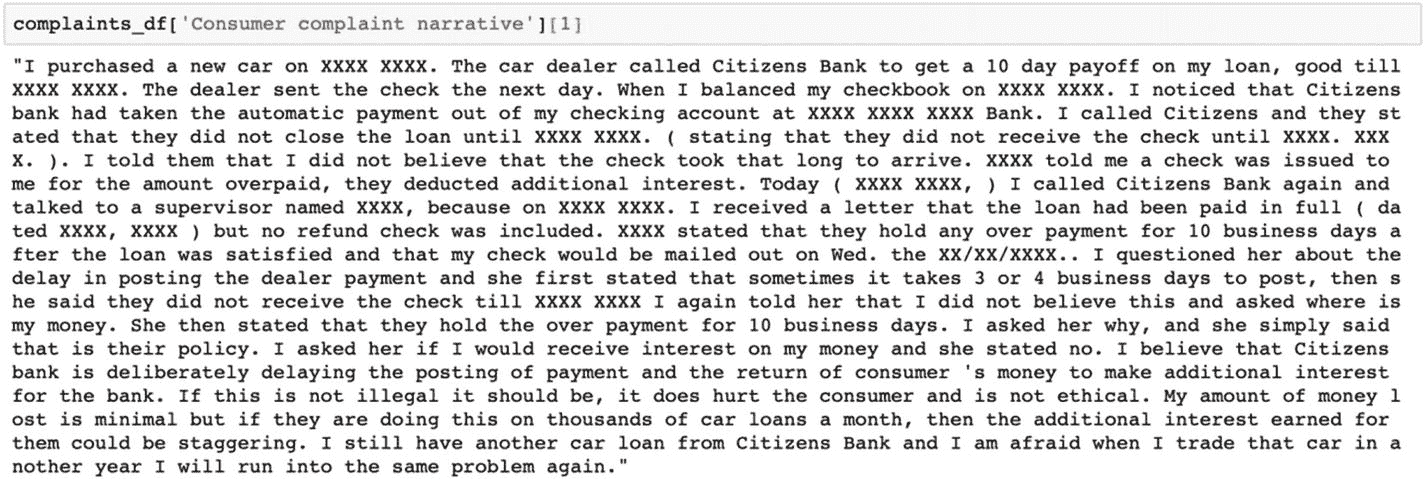 complaints_df['Consumer complaint narrative'][1]
"I purchased a new car on XXXX XXXX. The car dealer called Citizens Bank to get a 10 day payoff on my loan, good till
XXXX XXXX. The dealer sent the check the next day. When I balanced my checkbook on XXXX XXXX. I noticed that Citizens
bank had taken the automatic payment out of my checking account at XXXX XXXX XXXX Bank. I called Citizens and they st
ated that they did not close the loan until XXXX XXXX. ( stating that they did not receive the check until XXXX. XXX
X. ). I told them that I did not believe that the check took that long to arrive. XXXX told me a check was issued to
me for the amount overpaid, they deducted additional interest. Today ( XXXX XXXX, ) I called Citizens Bank again and
talked to a supervisor named XXXX, because on XXXX XXXX. I received a letter that the loan had been paid in full ( da
ted XXXX, XXXX ) but no refund check was included. XXXX stated that they hold any over payment for 10 business days a
fter the loan was satisfied and that my check would be mailed out on Wed. the XX/XX/XXXX.. I questioned her about the
delay in posting the dealer payment and she first stated that sometimes it takes 3 or 4 business days to post, then s
he said they did not receive the check till XXXX XXXX I again told her that I did not believe this and asked where is
my money. She then stated that they hold the over payment for 10 business days. I asked her why, and she simply said
that is their policy. I asked her if I would receive interest on my money and she stated no. I believe that Citizens
bank is deliberately delaying the posting of payment and the return of consumer 's money to make additional interest
for the bank. If this is not illegal it should be, it does hurt the consumer and is not ethical. My amount of money l
ost is minimal but if they are doing this on thousands of car loans a month, then the additional interest earned for
them could be staggering. I still have another car loan from Citizens Bank and I am afraid when I trade that car in a
nother year I will run into the same problem again."